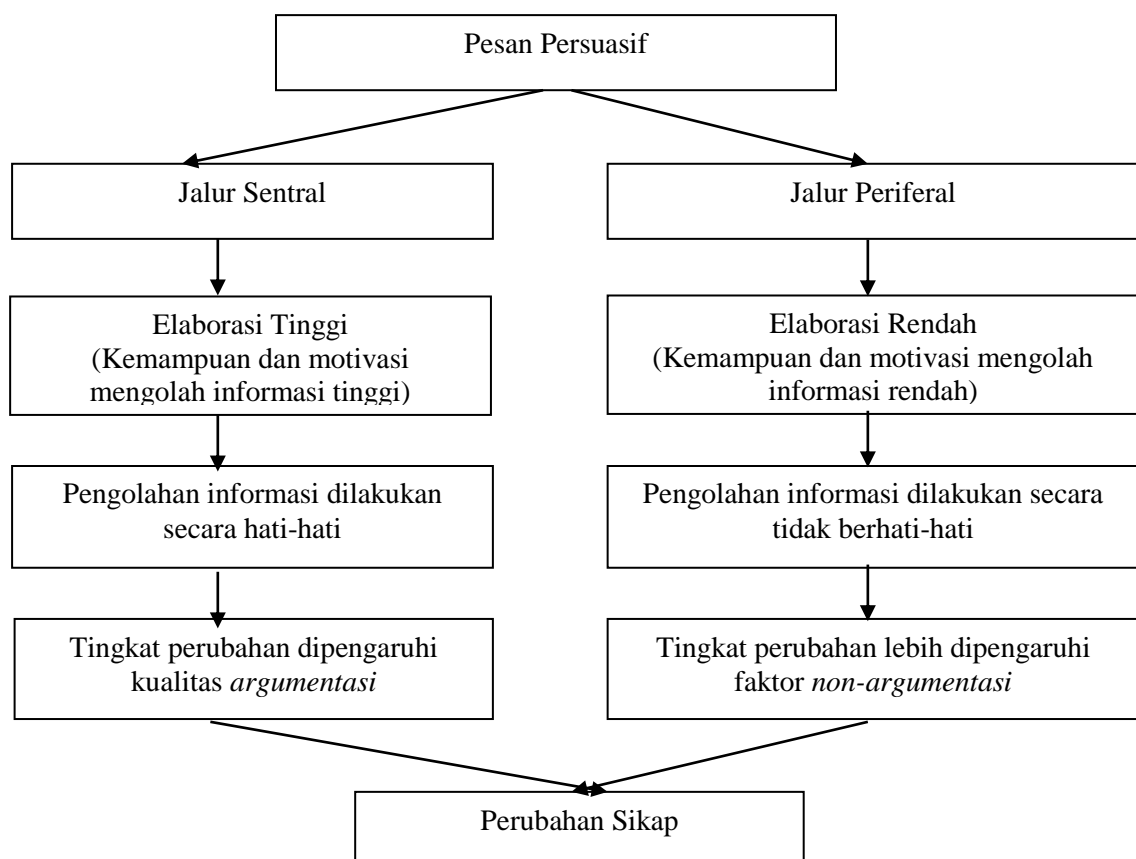 Pesan Persuasif
Jalur Sentral
Jalur Periferal
Elaborasi Tinggi
(Kemampuan dan motivasi
mengolah informasi tinggi)
Elaborasi Rendah
(Kemampuan dan motivasi mengolah
informasi rendah)
Pengolahan informasi dilakukan
secara hati-hati
Pengolahan informasi dilakukan secara
tidak berhati-hati
Tingkat perubahan dipengaruhi
kualitas argumentasi
Tingkat perubahan lebih dipengaruhi
faktor non-argumentasi
Perubahan Sikap